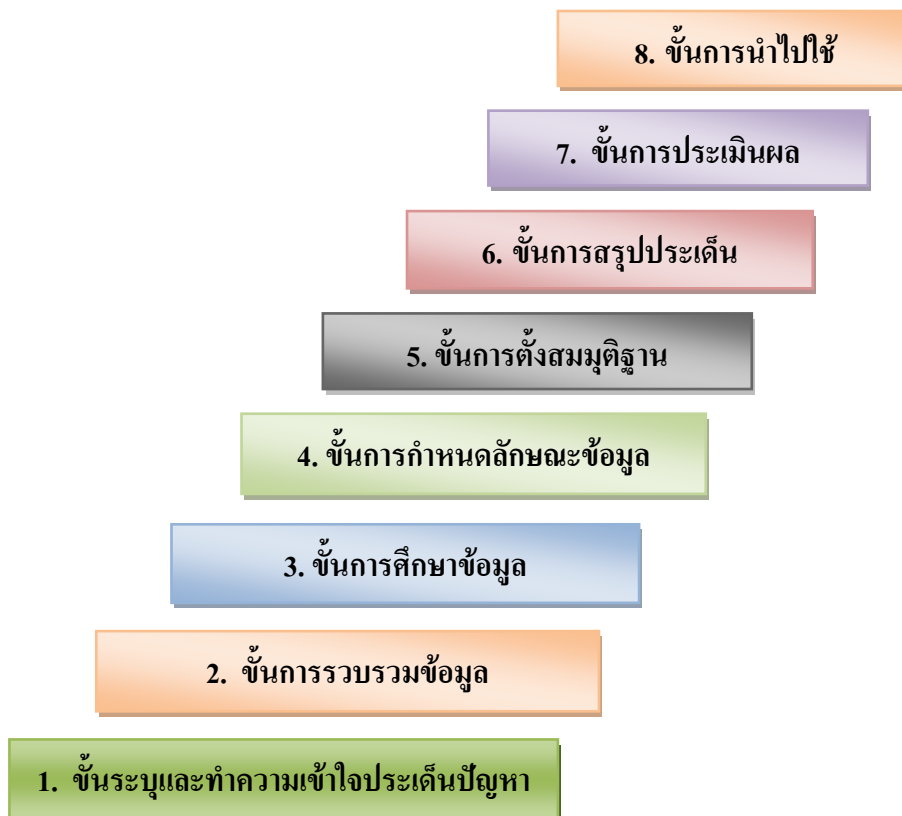 8. ขั้นการนำไปใช้
7. ขั้นการประเมินผล
6. ขั้นการสรุปประเด็น
5. ขั้นการตั้งสมมุติฐาน
4. ขั้นการกำหนดลักษณะข้อมูล
3. ขั้นการศึกษาข้อมูล
2. ขั้นการรวบรวมข้อมูล
1. ขั้นระบุและทำความเข้าใจประเด็นปัญหา